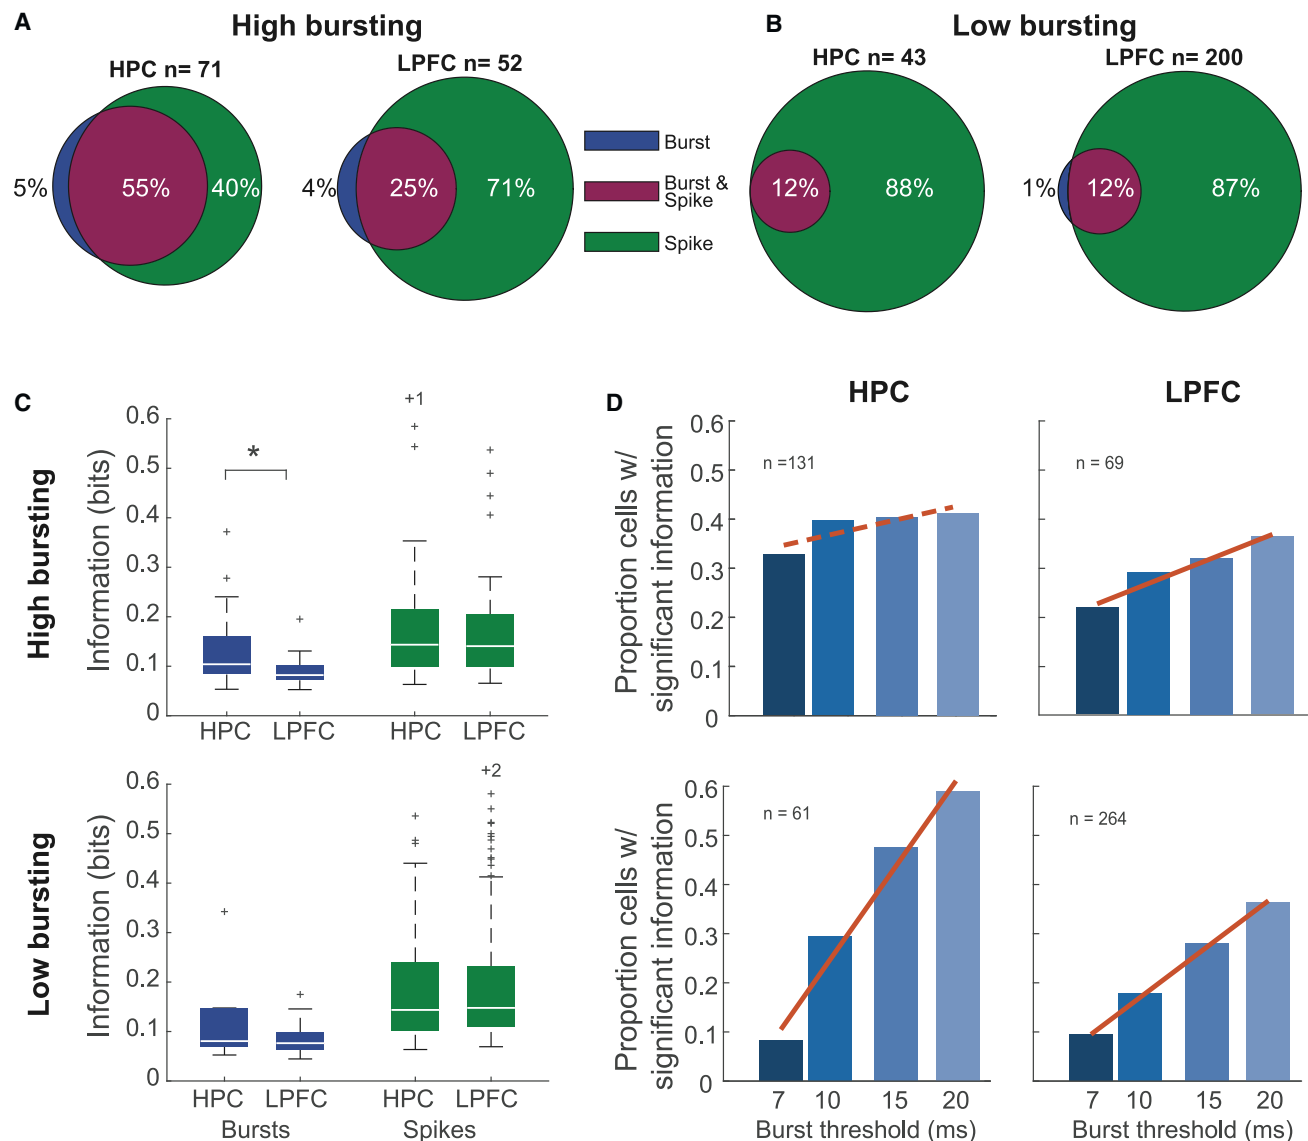 A
High bursting
HPC n= 71
LPFC n= 52
5%
55%
40%
4%
25%
71%
Burst
Burst &
Spike
Spike
B
Low bursting
HPC n= 43
LPFC n= 200
12%
88%
1%
12%
87%
C
High bursting
Information (bits)
0.6
0.5
0.4
0.3
0.2
0.1
0
*
+1
HPC
LPFC
HPC
LPFC
Low bursting
Information (bits)
0.6
0.5
0.4
0.3
0.2
0.1
0
+2
HPC
LPFC
HPC
LPFC
Bursts
Spikes
D
HPC
LPFC
Proportion cells w/
significant information
0.6
0.5
0.4
0.3
0.2
0.1
0
n =131
n = 69
Proportion cells w/
significant information
0.6
0.5
0.4
0.3
0.2
0.1
0
n = 61
n = 264
7
10
15
20
Burst threshold (ms)
7
10
15
20
Burst threshold (ms)